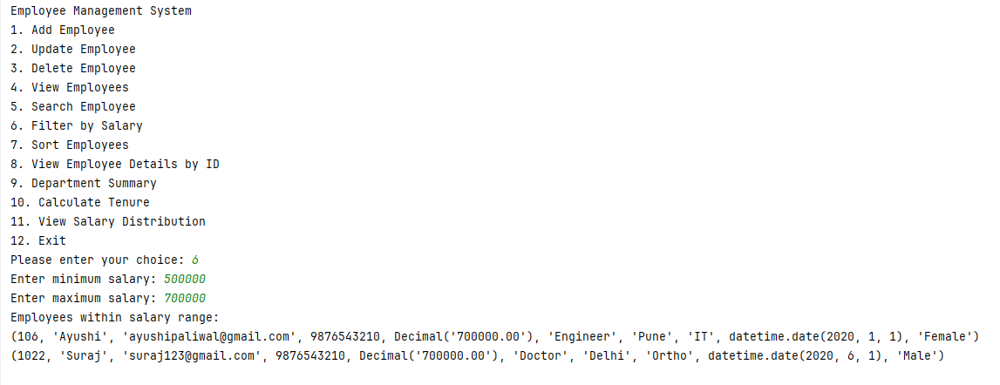 Employee Management System
1. Add Employee
2. Update Employee
3. Delete Employee
4. View Employees
5. Search Employee
6. Filter by Salary
7. Sort Employees
8. View Employee Details by ID
9. Department Summary
10. Calculate Tenure
11. View Salary Distribution
12. Exit
Please enter your choice: 6
Enter minimum salary: 500000
Enter maximum salary: 700000
Employees within salary range:
(106, 'Ayushi', 'ayushipaliwal@gmail.com', 9876543210, Decimal('700000.00'), 'Engineer', 'Pune', 'IT', datetime.date(2020, 1, 1), 'Female')
(1022, 'Suraj', 'suraj123@gmail.com', 9876543210, Decimal('700000.00'), 'Doctor', 'Delhi', 'Ortho', datetime.date(2020, 6, 1), 'Male')